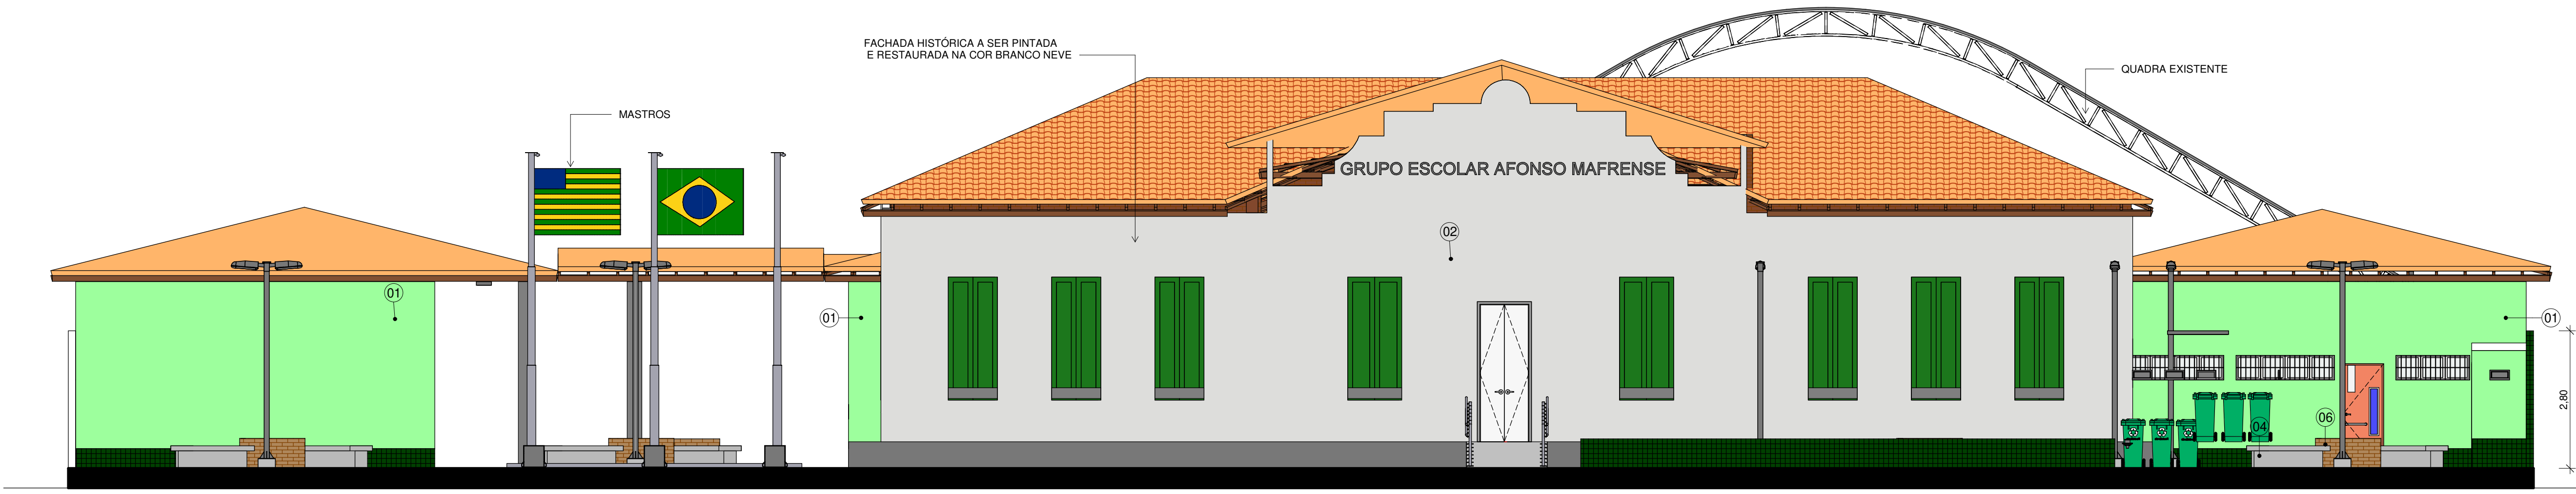 FACHADA HISTÓRICA A SER PINTADA
E RESTAURADA NA COR BRANCO NEVE
QUADRA EXISTENTE
MASTROS
GRUPO ESCOLAR AFONSO MAFRENSE
02
01
01
01
2.80
06
04